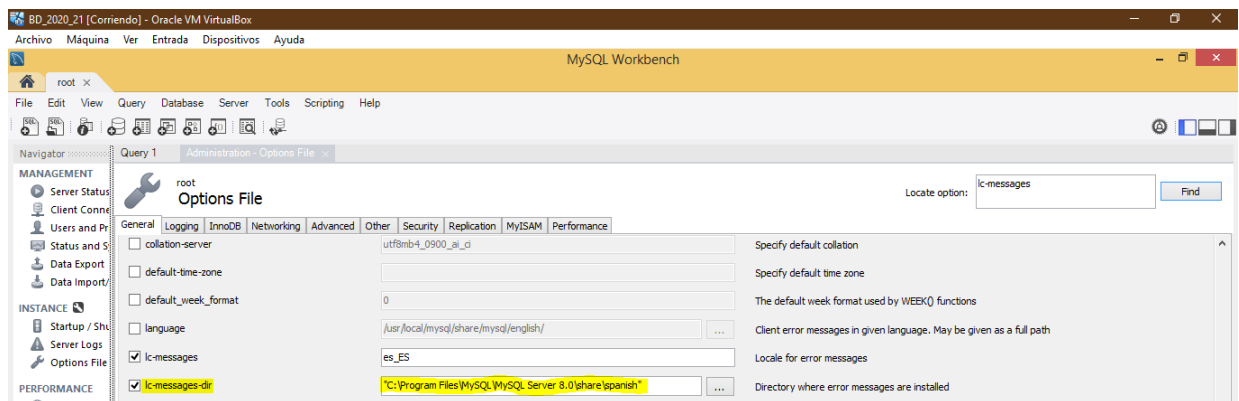 BD_2020_21 [Corriendo] - Oracle VM VirtualBox
Archivo Máquina Ver Entrada Dispositivos Ayuda
MySQL Workbench
root
File Edit View Query Database Server Tools Scripting Help
Navigator Query 1 Administration - Options File
MANAGEMENT
Server Status
Client Conne
Users and Pr
Status and S
Data Export
Data Import/
INSTANCE
Startup / Shu
Server Logs
Options File
PERFORMANCE
root
Options File
Locate option: lc-messages Find
General Logging InnoDB Networking Advanced Other Security Replication MyISAM Performance
collation-server utf8mb4_0900_ai_ci Specify default collation
default-time-zone Specify default time zone
default_week_format 0 The default week format used by WEEK() functions
language /usr/local/mysql/share/mysql/english/ ... Client error messages in given language. May be given as a full path
lc-messages es_ES Locale for error messages
lc-messages-dir "C:\Program Files\MySQL\MySQL Server 8.0\share\spanish" ... Directory where error messages are installed